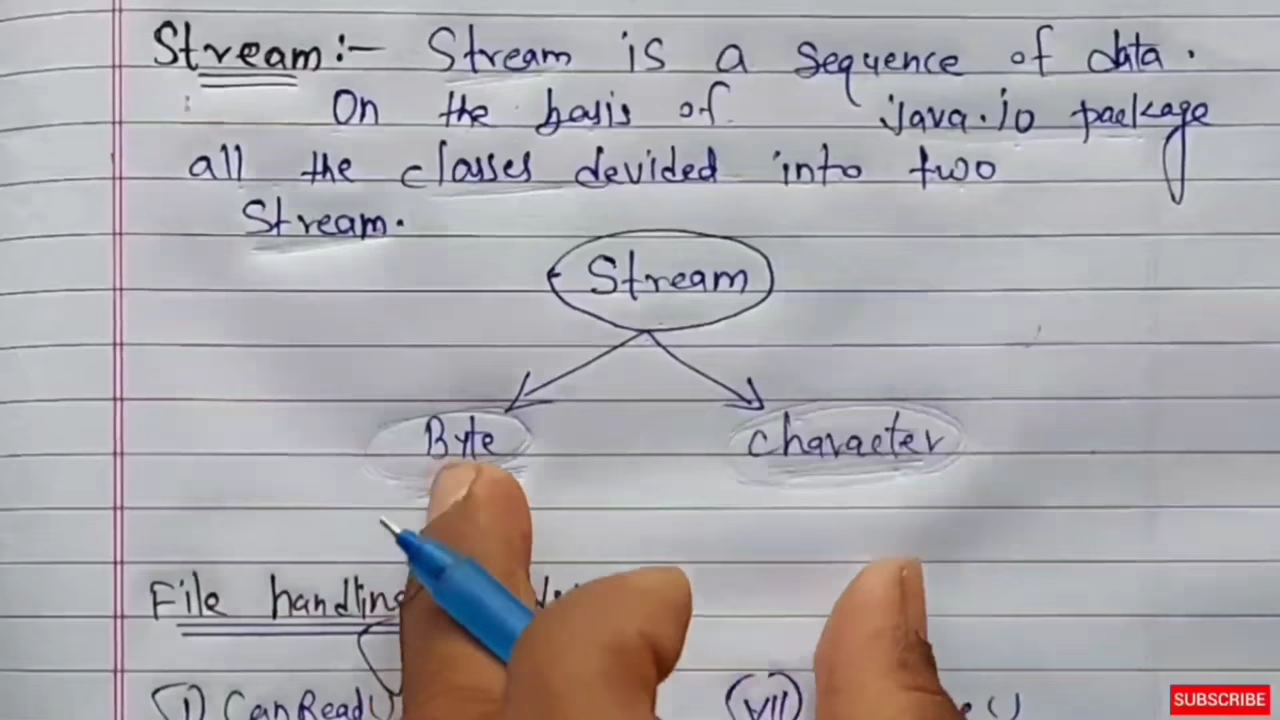 Stream:- Stream is a sequence of data.
On the basis of java.io package
all the classes devided into two
Stream.
Stream
Byte character
File handling
(I) CanRead()
(VII)
SUBSCRIBE